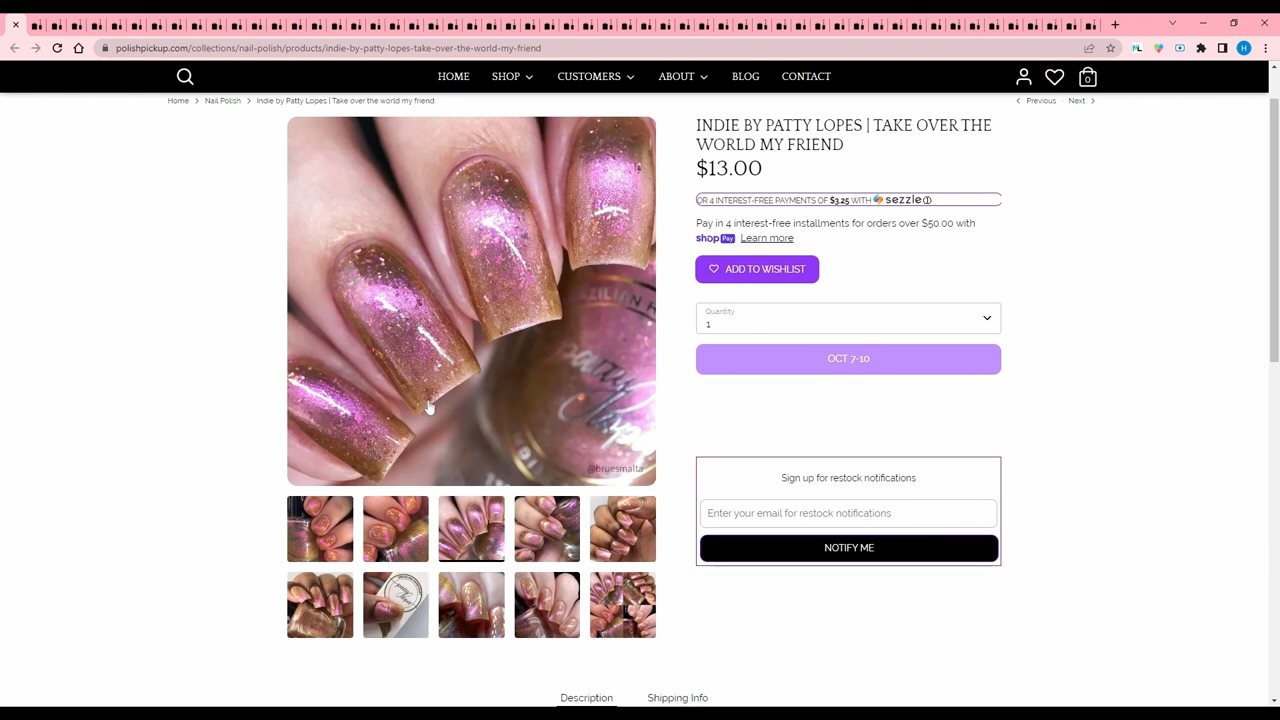 polishpickup.com/collections/nail-polish/products/indie-by-patty-lopes-take-over-the-world-my-friend
ML
H
HOME SHOP CUSTOMERS ABOUT BLOG CONTACT
0
Home > Nail Polish > Indie by Patty Lopes | Take over the world my friend
Previous · Next
INDIE BY PATTY LOPES | TAKE OVER THE
WORLD MY FRIEND
$13.00
OR 4 INTEREST-FREE PAYMENTS OF $3.25 WITH sezzle
Pay in 4 interest-free installments for orders over $50.00 with
shop Pay Learn more
ADD TO WISHLIST
Quantity
1
OCT 7-10
@bruesmalta
Sign up for restock notifications
Enter your email for restock notifications
NOTIFY ME
Description Shipping Info